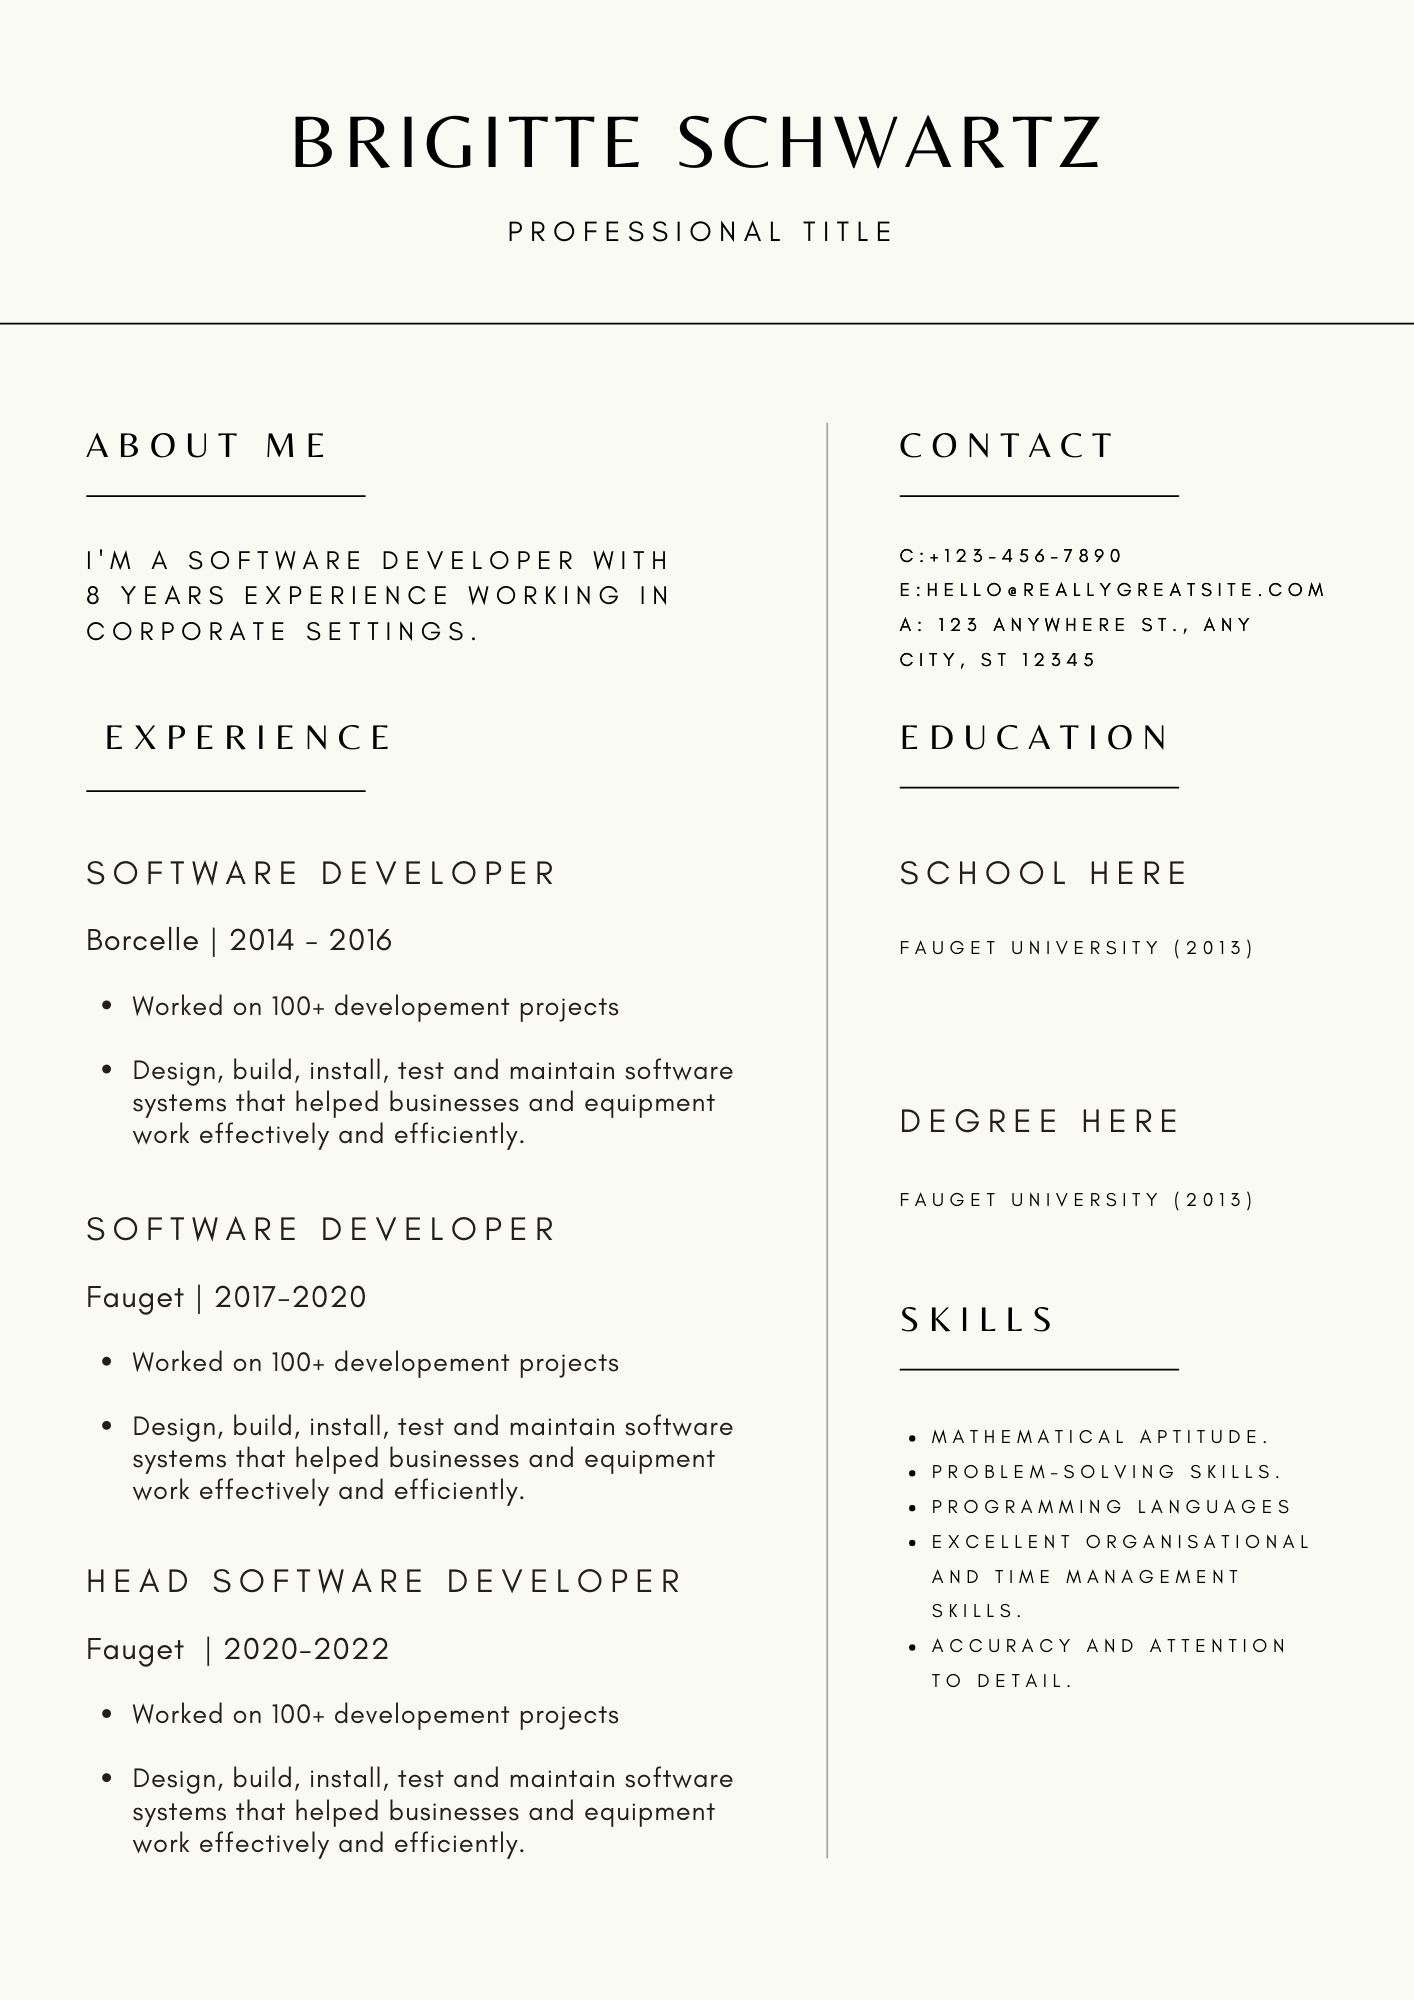 BRIGITTE SCHWARTZ
PROFESSIONAL TITLE
ABOUT ME
I'M A SOFTWARE DEVELOPER WITH
8 YEARS EXPERIENCE WORKING IN
CORPORATE SETTINGS.
EXPERIENCE
SOFTWARE DEVELOPER
Borcelle | 2014 - 2016
• Worked on 100+ developement projects
• Design, build, install, test and maintain software
systems that helped businesses and equipment
work effectively and efficiently.
SOFTWARE DEVELOPER
Fauget | 2017-2020
• Worked on 100+ developement projects
• Design, build, install, test and maintain software
systems that helped businesses and equipment
work effectively and efficiently.
HEAD SOFTWARE DEVELOPER
Fauget | 2020-2022
• Worked on 100+ developement projects
• Design, build, install, test and maintain software
systems that helped businesses and equipment
work effectively and efficiently.
CONTACT
C:+123-456-7890
E:HELLO@REALLYGREATSITE.COM
A: 123 ANYWHERE ST., ANY
CITY, ST 12345
EDUCATION
SCHOOL HERE
FAUGET UNIVERSITY (2013)
DEGREE HERE
FAUGET UNIVERSITY (2013)
SKILLS
• MATHEMATICAL APTITUDE.
• PROBLEM-SOLVING SKILLS.
• PROGRAMMING LANGUAGES
• EXCELLENT ORGANISATIONAL
AND TIME MANAGEMENT
SKILLS.
• ACCURACY AND ATTENTION
TO DETAIL.